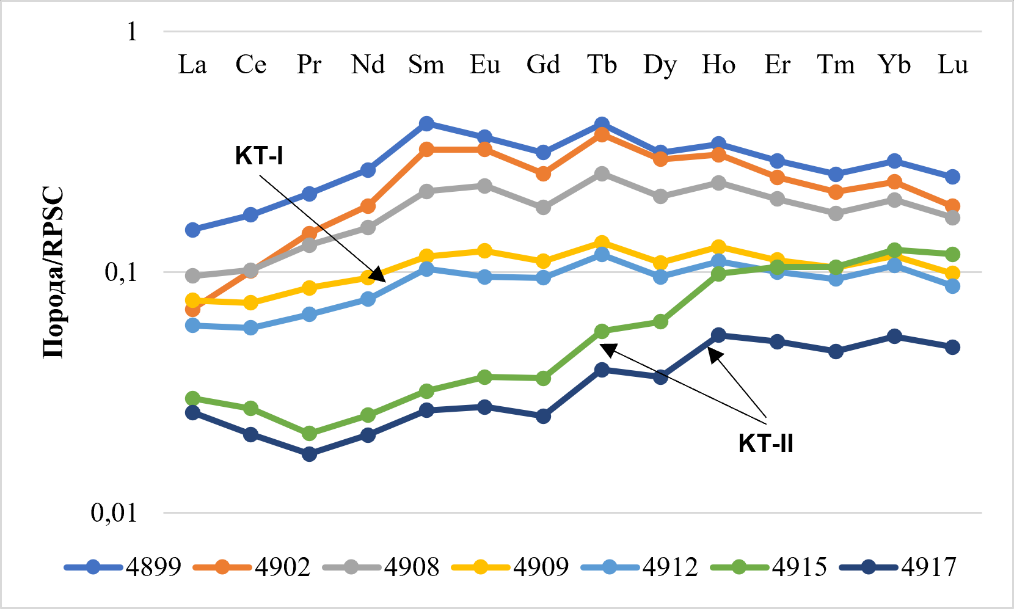 1
La Ce Pr Nd Sm Eu Gd Tb Dy Ho Er Tm Yb Lu
KT-I
Порода/RPSC
0,1
KT-II
0,01
4899 4902 4908 4909 4912 4915 4917